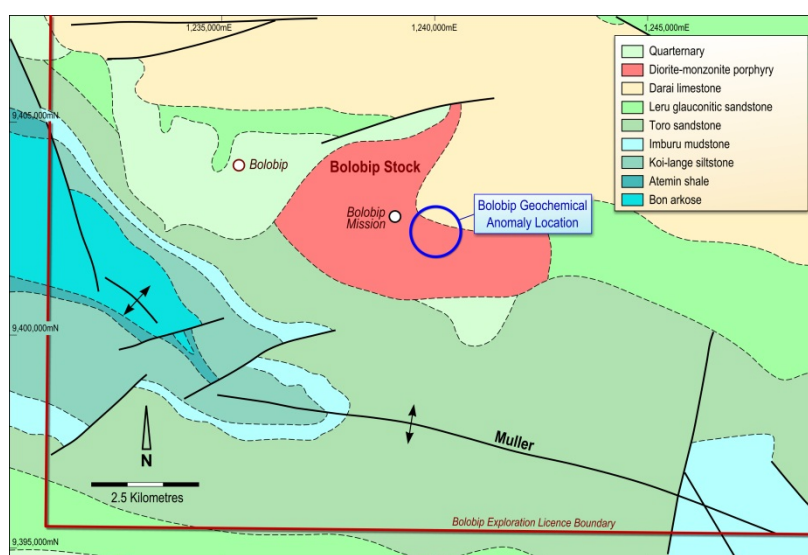 1,235,000mE
1,240,000mE
1,245,000mE
Quarternary
Diorite-monzonite porphyry
Darai limestone
Leru glauconitic sandstone
Toro sandstone
Imburu mudstone
Koi-lange siltstone
Atemin shale
Bon arkose
9,405,000mN
Bolobip
Bolobip Stock
Bolobip
Mission
Bolobip Geochemical
Anomaly Location
9,400,000mN
N
2.5 Kilometres
Muller
Bolobip Exploration Licence Boundary
9,395,000mN